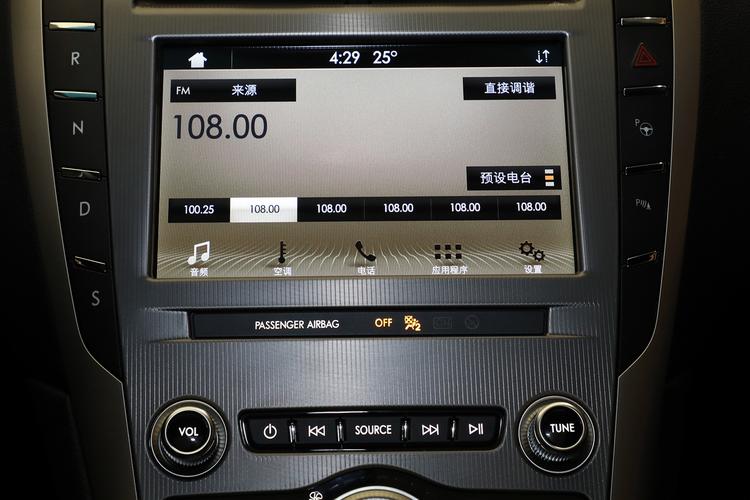 4:29 25°
FM 来源
直接调谐
108.00
预设电台
100.25 108.00 108.00 108.00 108.00 108.00
音频 空调 电话 应用程序 设置
R
N
D
S
P
P
PASSENGER AIRBAG OFF 2
VOL
SOURCE
TUNE